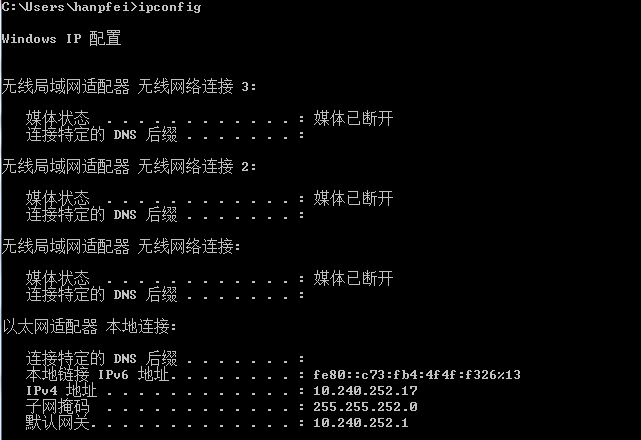 C:\Users\hanpfei>ipconfig
Windows IP 配置
无线局域网适配器 无线网络连接 3:
媒体状态 . . . . . . . . . . . . : 媒体已断开
连接特定的 DNS 后缀 . . . . . . . :
无线局域网适配器 无线网络连接 2:
媒体状态 . . . . . . . . . . . . : 媒体已断开
连接特定的 DNS 后缀 . . . . . . . :
无线局域网适配器 无线网络连接:
媒体状态 . . . . . . . . . . . . : 媒体已断开
连接特定的 DNS 后缀 . . . . . . . :
以太网适配器 本地连接:
连接特定的 DNS 后缀 . . . . . . . :
本地链接 IPv6 地址. . . . . . . . : fe80::c73:fb4:4f4f:f326%13
IPv4 地址 . . . . . . . . . . . . : 10.240.252.17
子网掩码 . . . . . . . . . . . . : 255.255.252.0
默认网关. . . . . . . . . . . . . : 10.240.252.1